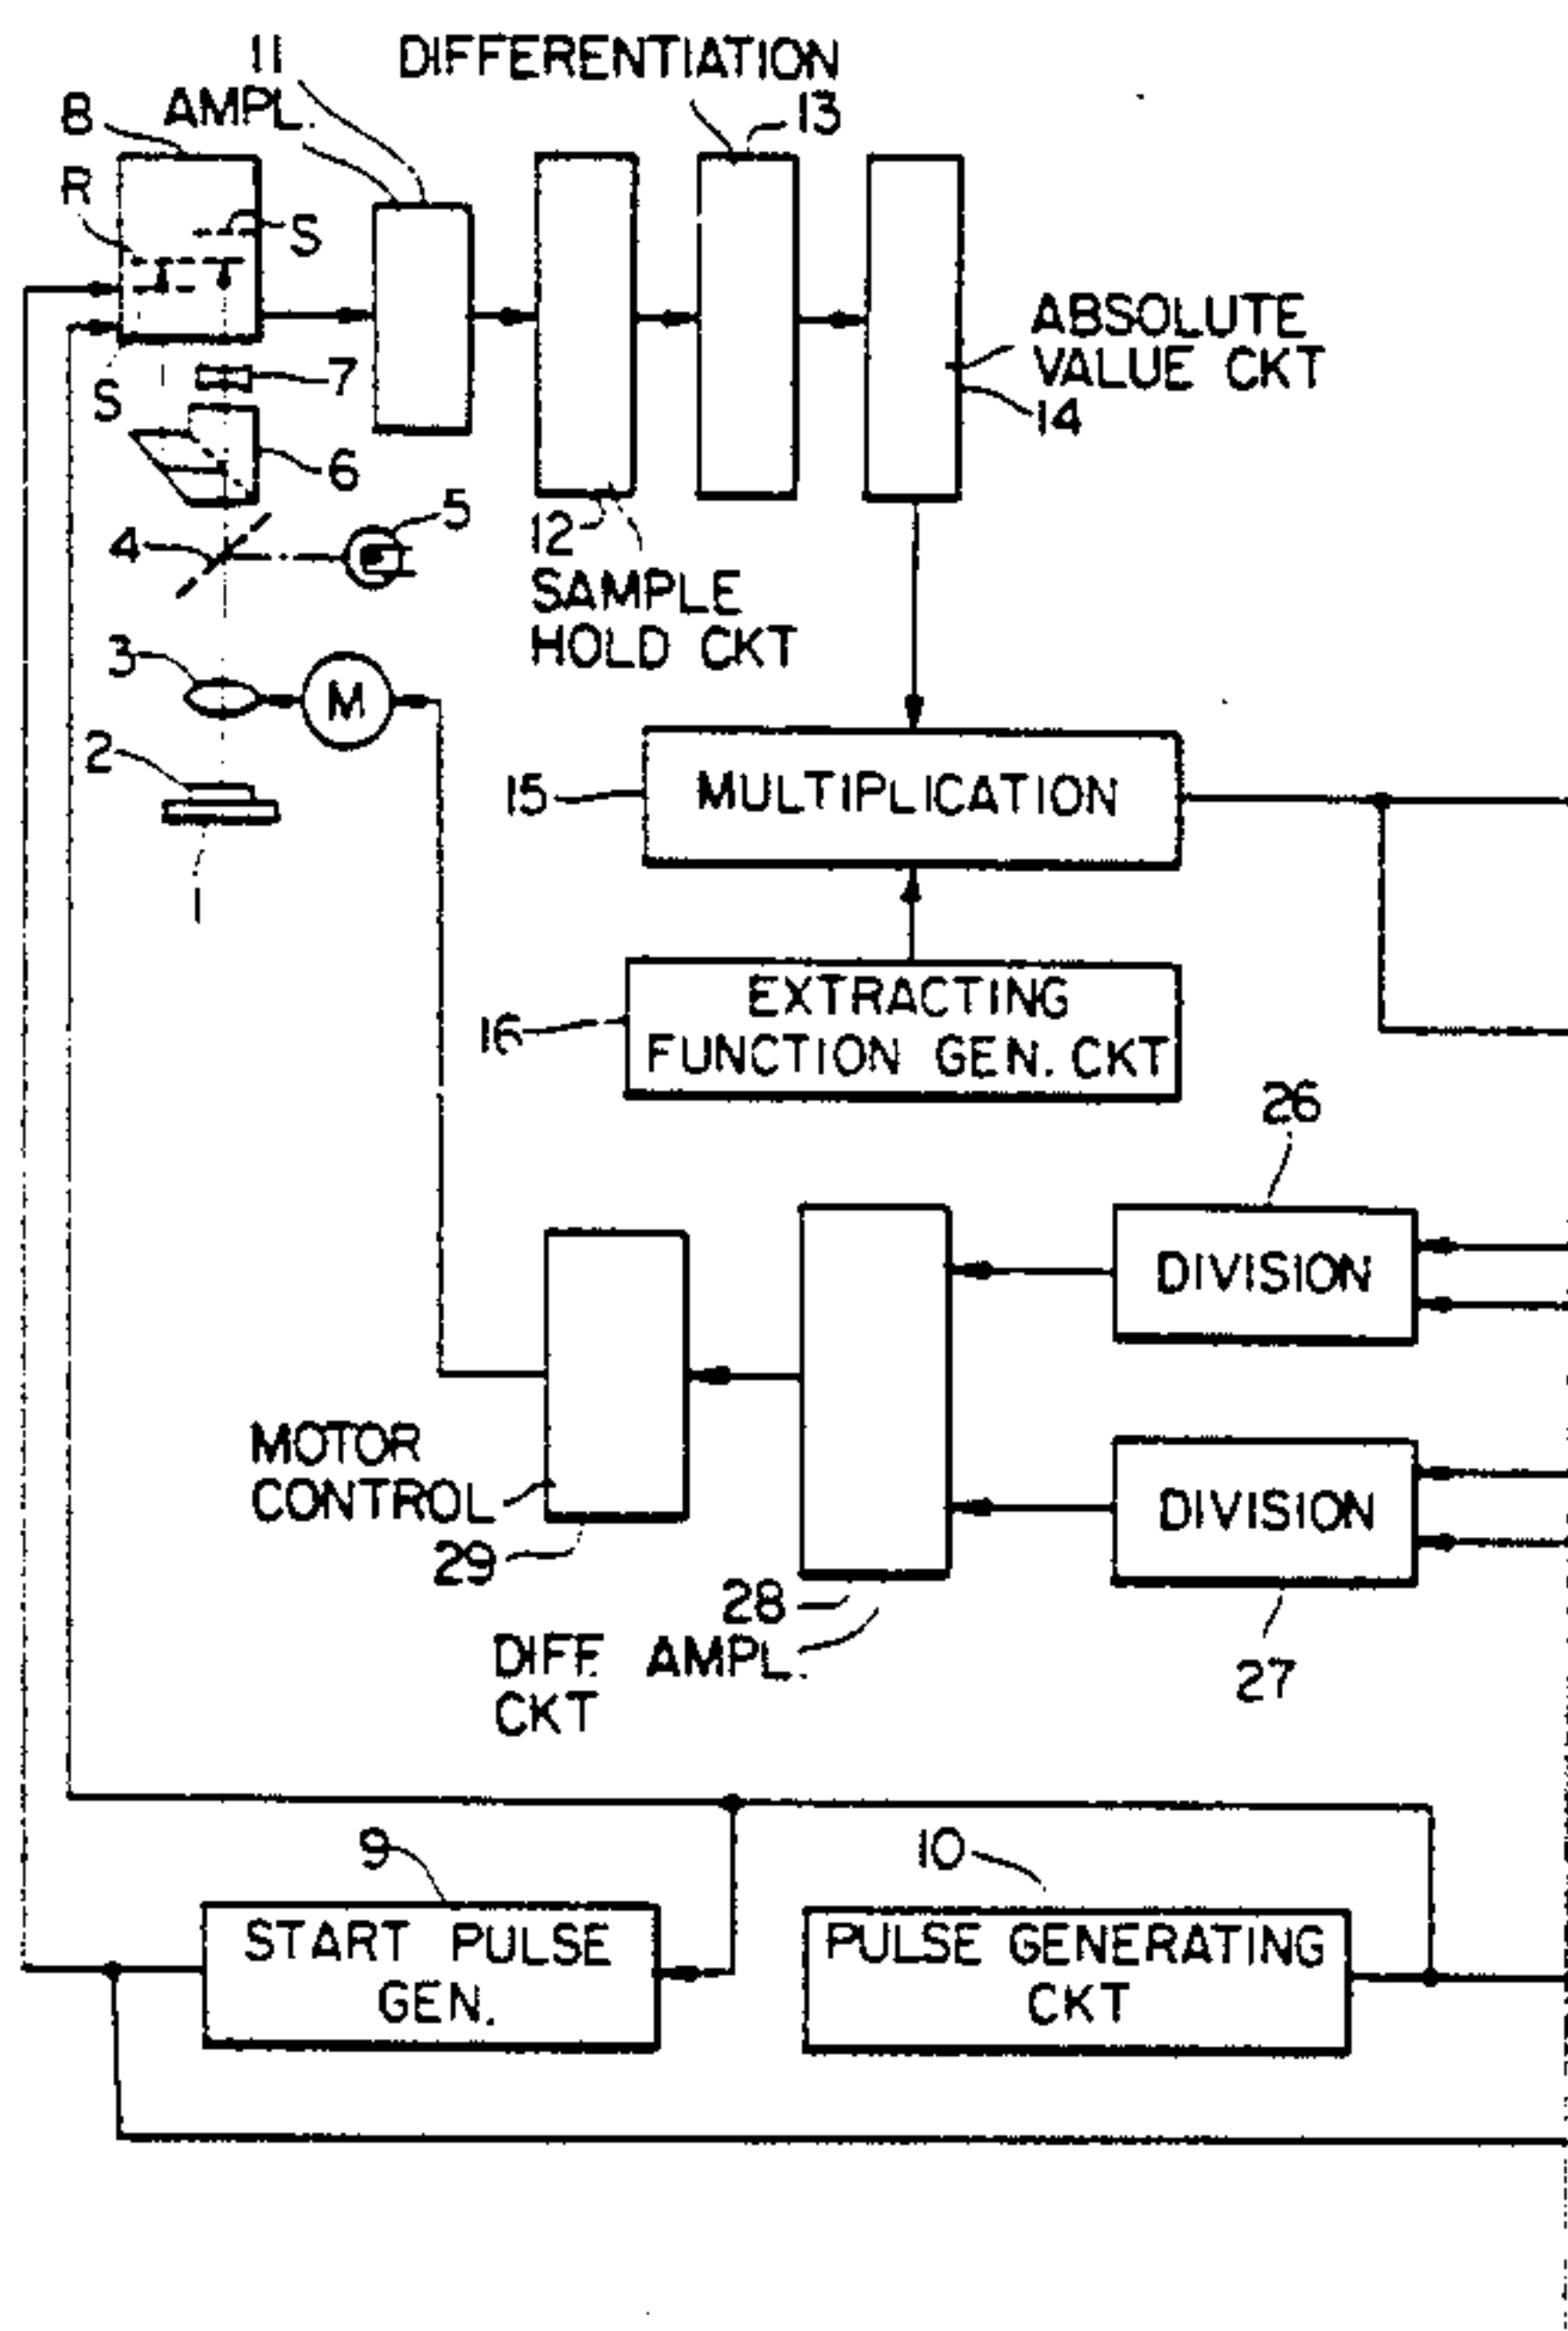 11
DIFFERENTIATION
AMPL.
8
13
R
S
ABSOLUTE
VALUE CKT
14
7
S
6
5
12
4
SAMPLE
HOLD CKT
3
M
2
15
MULTIPLICATION
1
EXTRACTING
FUNCTION GEN. CKT
16
26
DIVISION
MOTOR
CONTROL
29
DIVISION
28
DIFF. AMPL.
CKT
27
9
10
START PULSE
GEN.
PULSE GENERATING
CKT